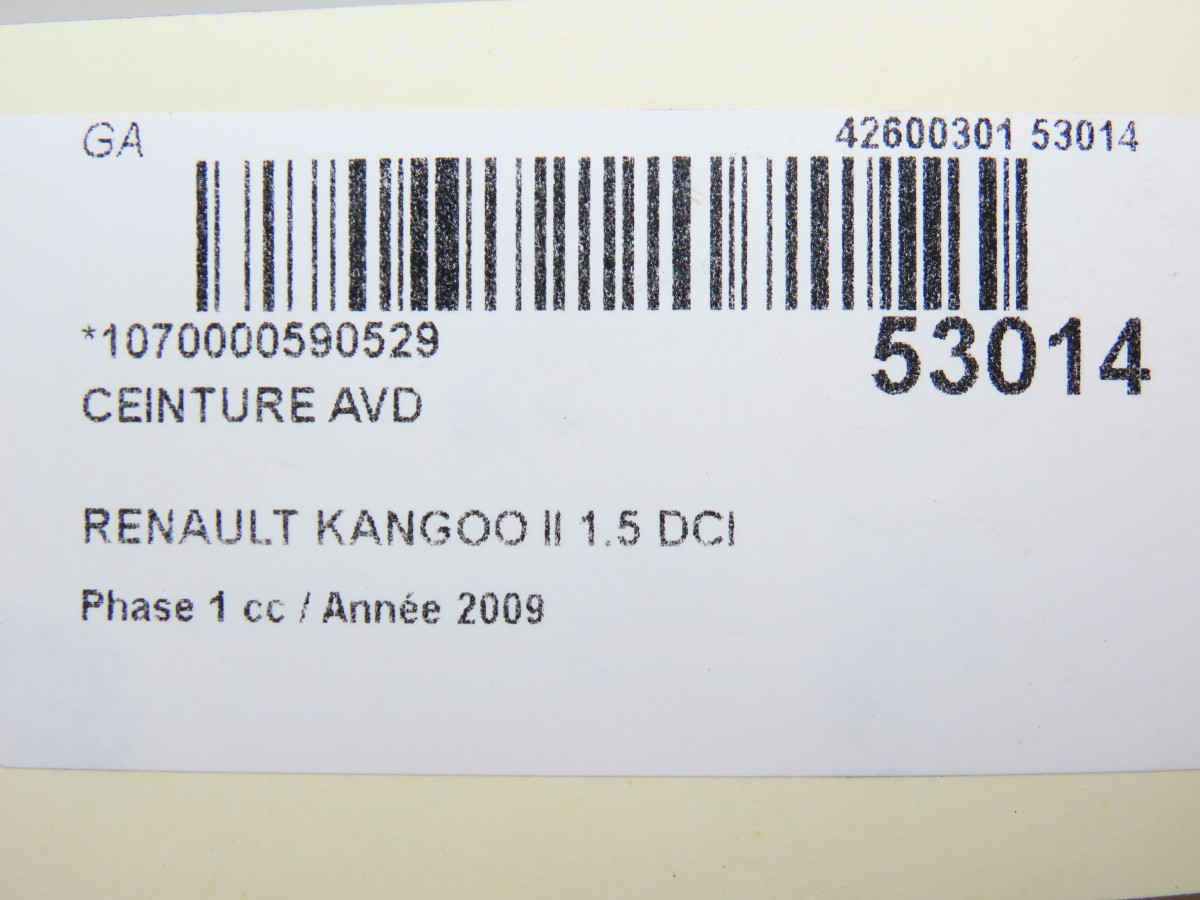 GA
42600301 53014
*1070000590529
53014
CEINTURE AVD
RENAULT KANGOO II 1.5 DCI
Phase 1 cc / Année 2009